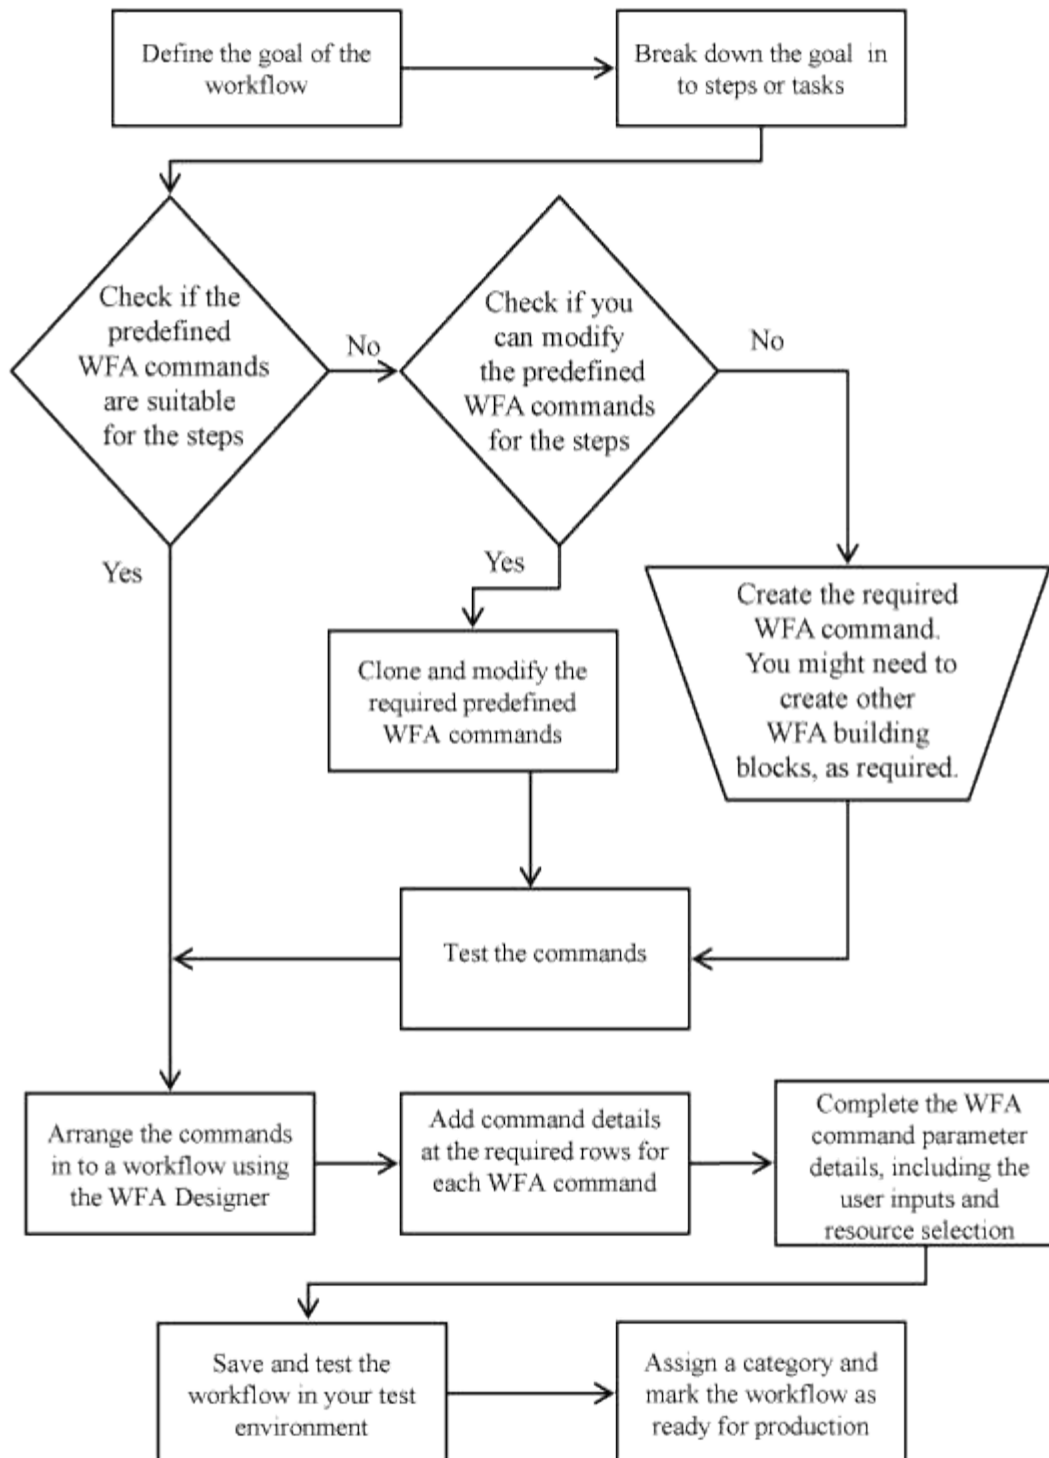 Define the goal of the
workflow
Break down the goal in
to steps or tasks
Check if the
predefined
WFA commands
are suitable
for the steps
No
Check if you
can modify
the predefined
WFA commands
for the steps
No
Yes
Yes
Clone and modify the
required predefined
WFA commands
Create the required
WFA command.
You might need to
create other
WFA building
blocks, as required.
Test the commands
Arrange the commands
in to a workflow using
the WFA Designer
Add command details
at the required rows for
each WFA command
Complete the WFA
command parameter
details, including the
user inputs and
resource selection
Save and test the
workflow in your test
environment
Assign a category and
mark the workflow as
ready for production